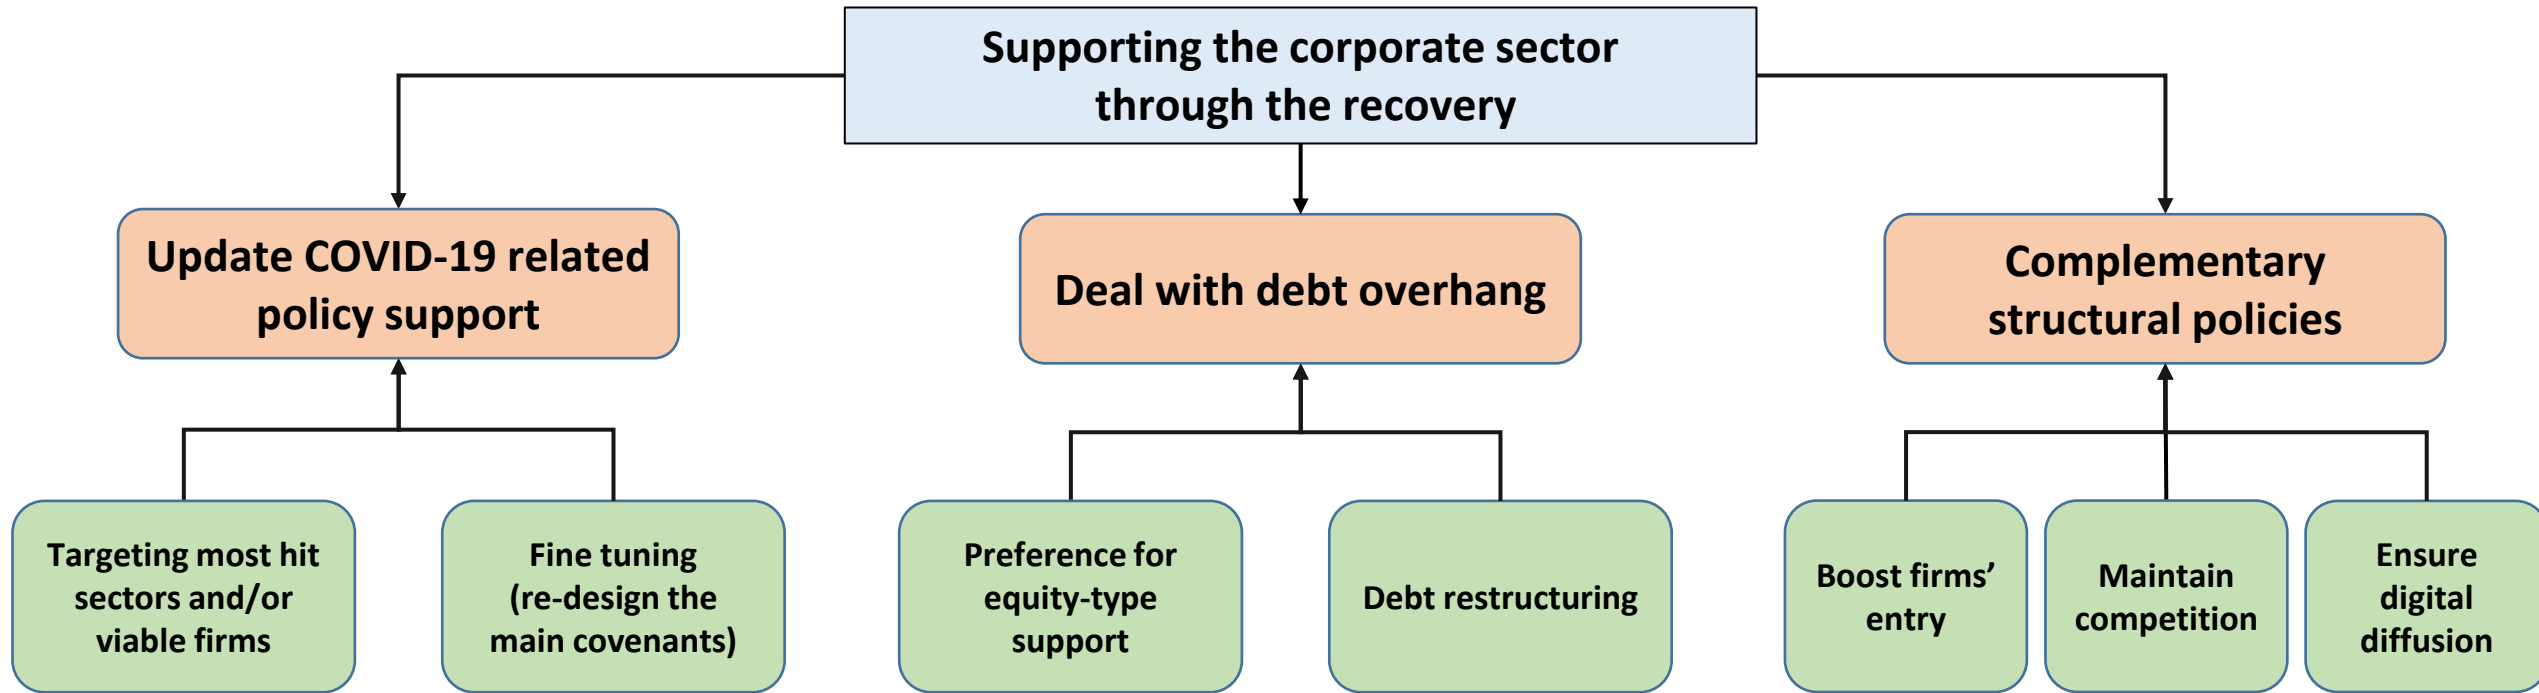 Supporting the corporate sector
through the recovery
Update COVID-19 related
policy support
Deal with debt overhang
Complementary
structural policies
Targeting most hit
sectors and/or
viable firms
Fine tuning
(re-design the
main covenants)
Preference for
equity-type
support
Debt restructuring
Boost firms’
entry
Maintain
competition
Ensure
digital
diffusion